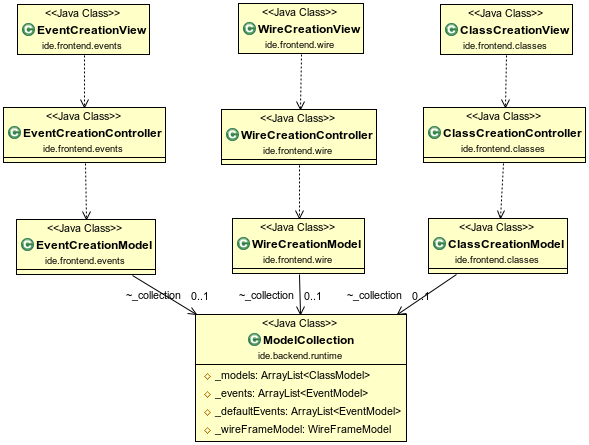 <<Java Class>>
EventCreationView
ide.frontend.events
<<Java Class>>
WireCreationView
ide.frontend.wire
<<Java Class>>
ClassCreationView
ide.frontend.classes
<<Java Class>>
EventCreationController
ide.frontend.events
<<Java Class>>
WireCreationController
ide.frontend.wire
<<Java Class>>
ClassCreationController
ide.frontend.classes
<<Java Class>>
EventCreationModel
ide.frontend.events
<<Java Class>>
WireCreationModel
ide.frontend.wire
<<Java Class>>
ClassCreationModel
ide.frontend.classes
~_collection 0..1
~_collection 0..1
~_collection 0..1
<<Java Class>>
ModelCollection
ide.backend.runtime
_models: ArrayList<ClassModel>
_events: ArrayList<EventModel>
_defaultEvents: ArrayList<EventModel>
_wireFrameModel: WireFrameModel